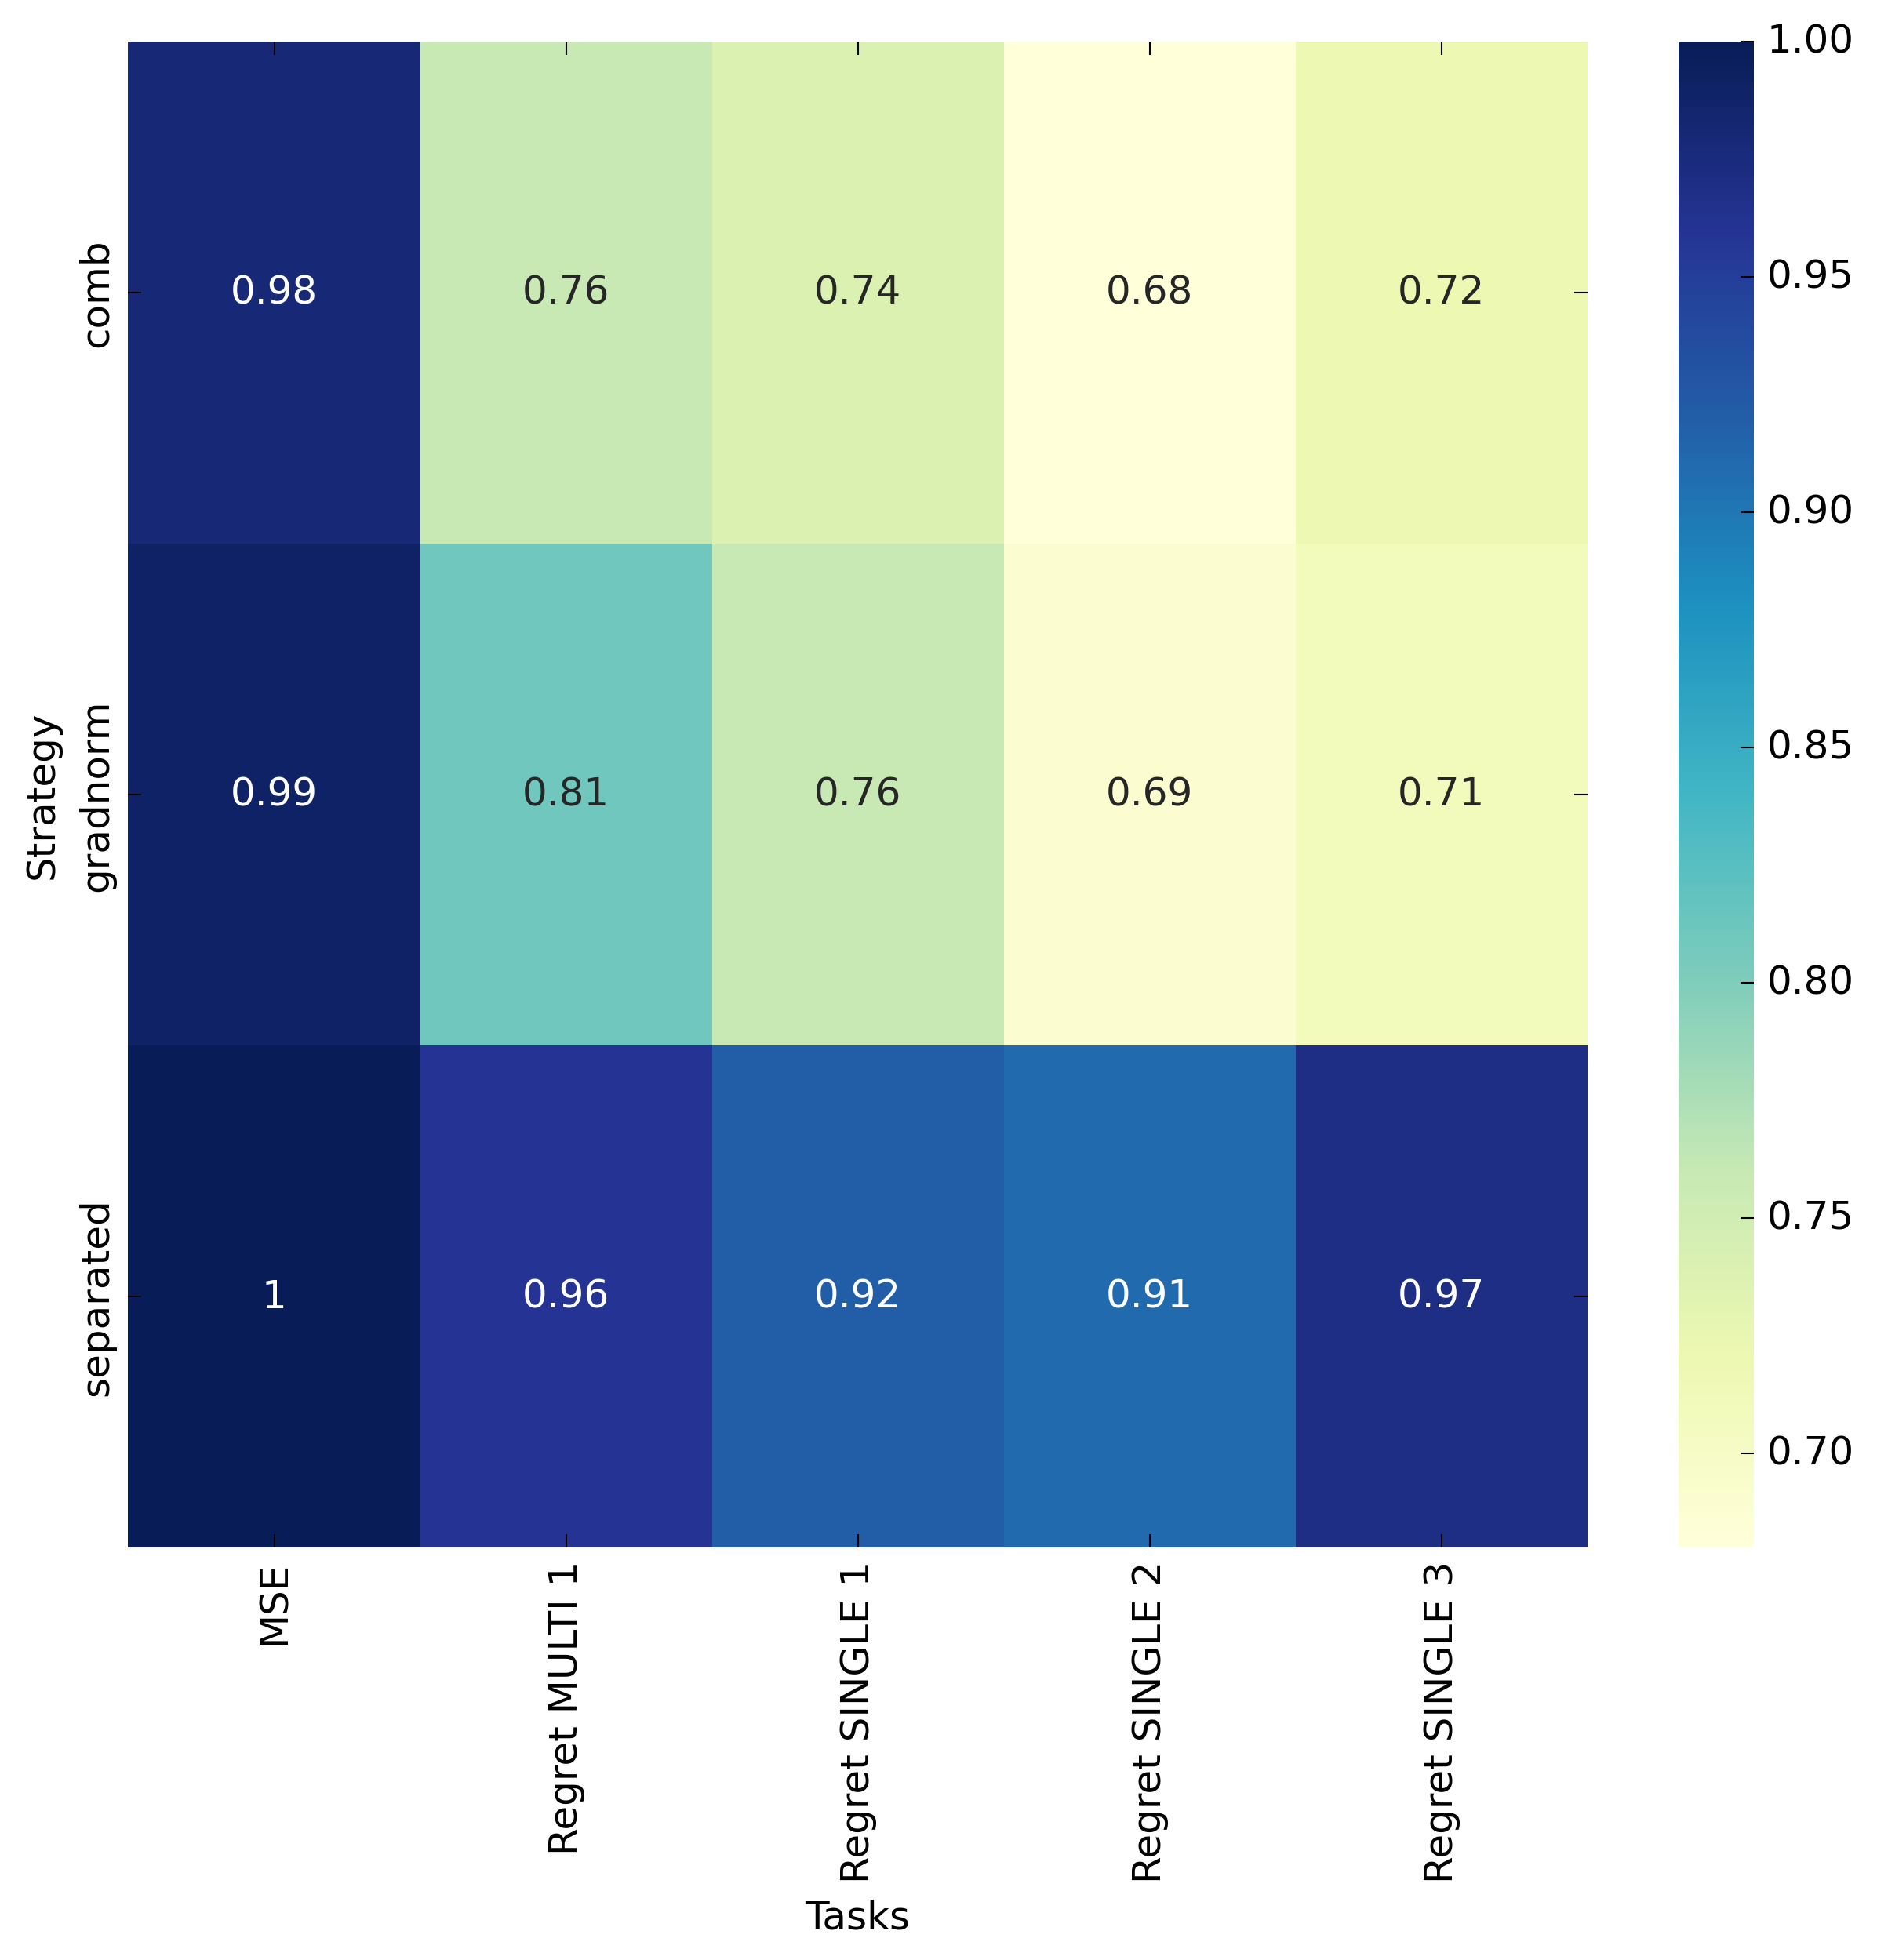 1.00
0.95
0.90
0.85
0.80
0.75
0.70
Strategy
comb
0.98 0.76 0.74 0.68 0.72
gradnorm
0.99 0.81 0.76 0.69 0.71
separated
1 0.96 0.92 0.91 0.97
MSE
Regret MULTI 1
Regret SINGLE 1
Regret SINGLE 2
Regret SINGLE 3
Tasks